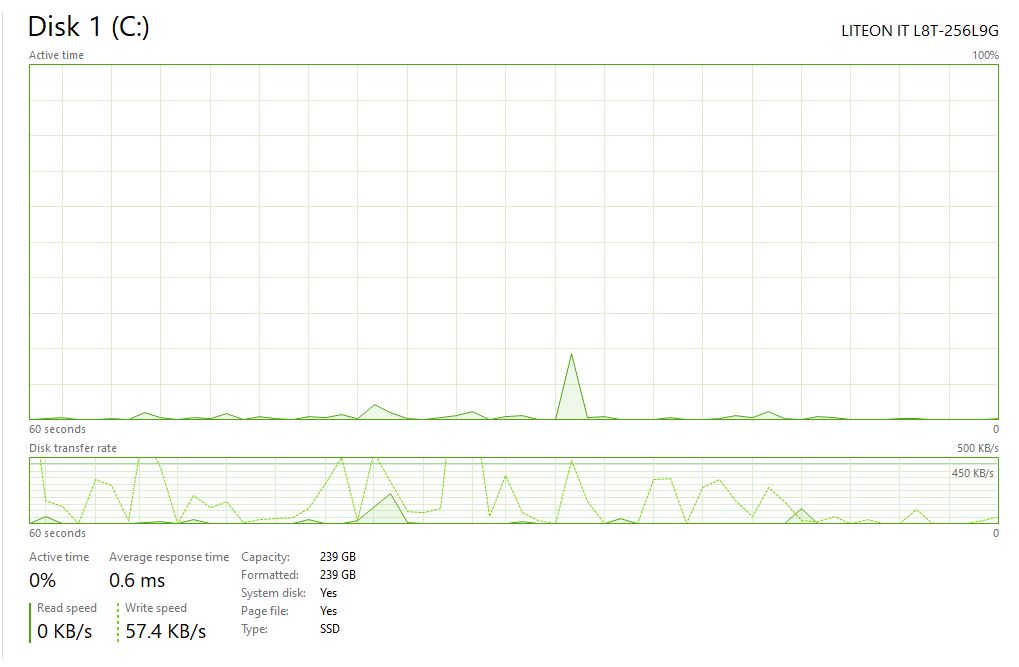 Disk 1 (C:)
LITEON IT L8T-256L9G
Active time
100%
60 seconds
0
Disk transfer rate
500 KB/s
450 KB/s
60 seconds
0
Active time
Average response time
0%
0.6 ms
Read speed
Write speed
0 KB/s
57.4 KB/s
Capacity: 239 GB
Formatted: 239 GB
System disk: Yes
Page file: Yes
Type: SSD